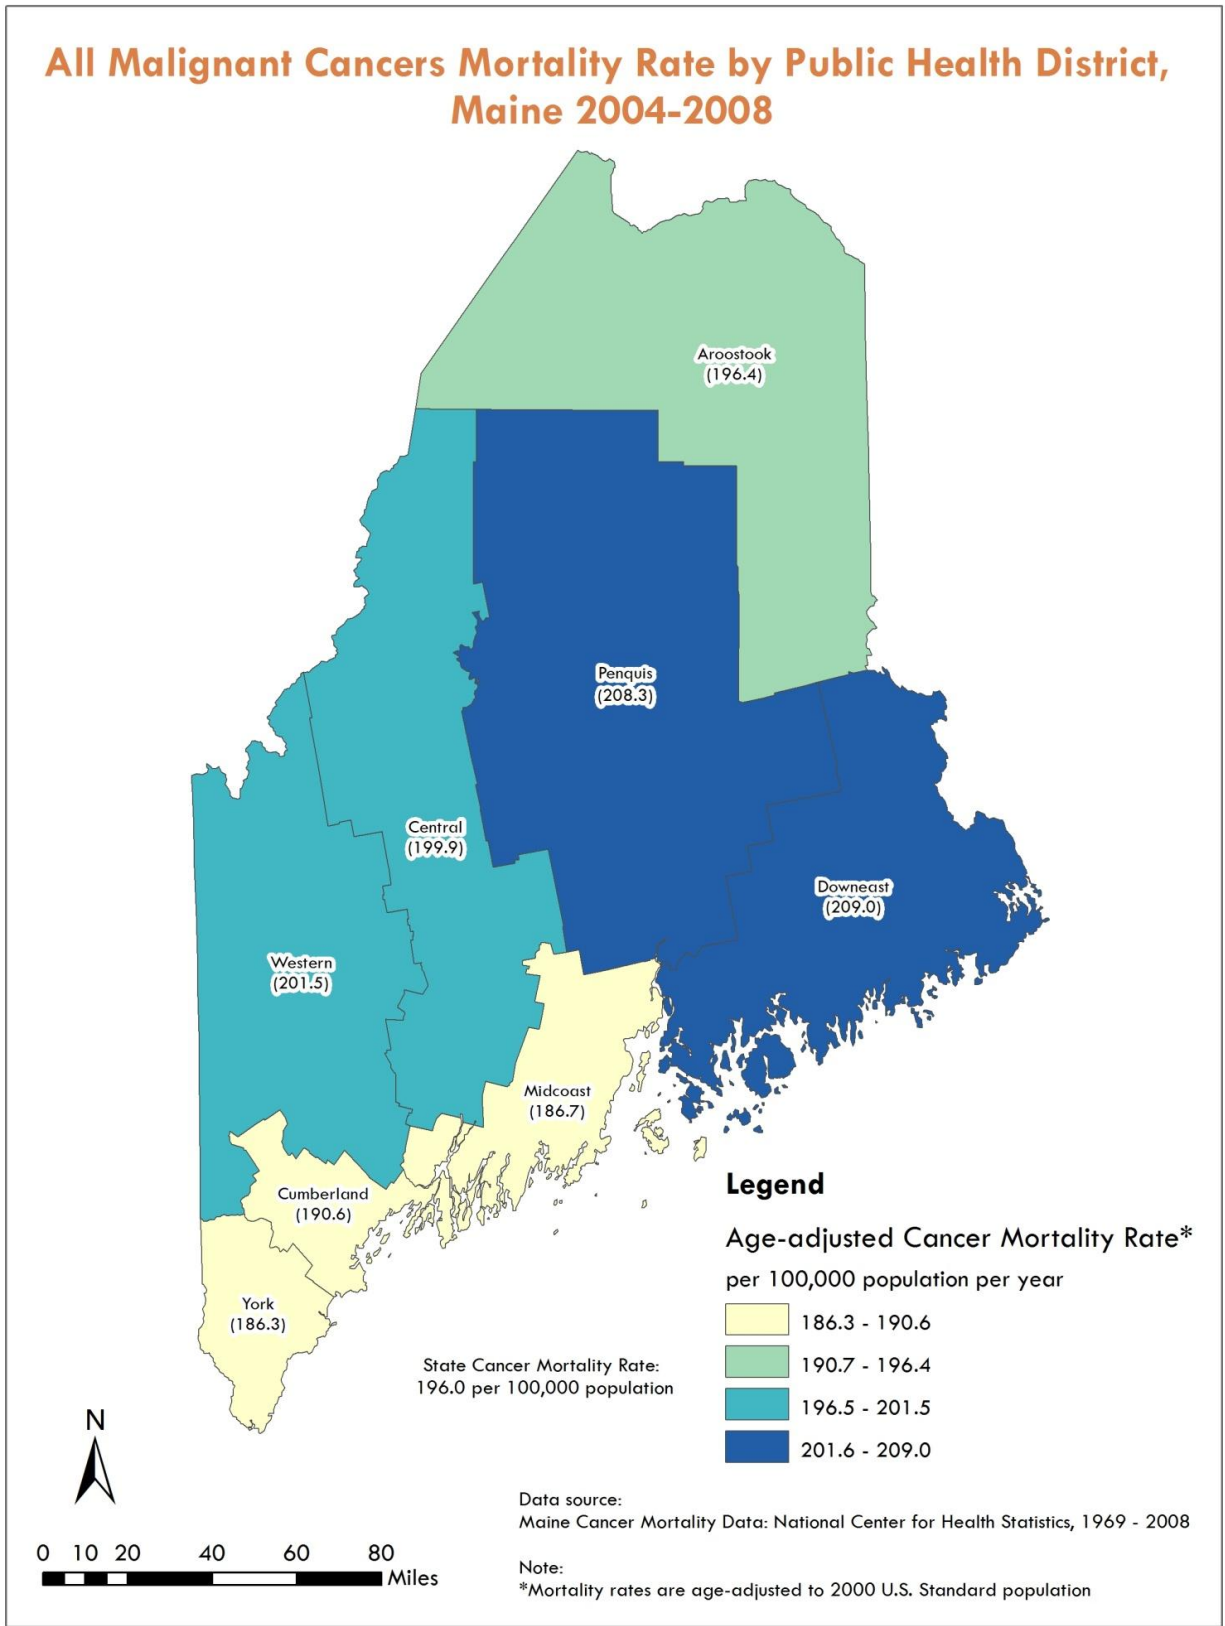 All Malignant Cancers Mortality Rate by Public Health District,
Maine 2004-2008
Aroostook
(196.4)
Penquis
(208.3)
Central
(199.9)
Downeast
(209.0)
Western
(201.5)
Midcoast
(186.7)
Cumberland
(190.6)
York
(186.3)
Legend
Age-adjusted Cancer Mortality Rate*
per 100,000 population per year
186.3 - 190.6
190.7 - 196.4
196.5 - 201.5
201.6 - 209.0
State Cancer Mortality Rate:
196.0 per 100,000 population
N
0 10 20 40 60 80
Miles
Data source:
Maine Cancer Mortality Data: National Center for Health Statistics, 1969 - 2008
Note:
*Mortality rates are age-adjusted to 2000 U.S. Standard population